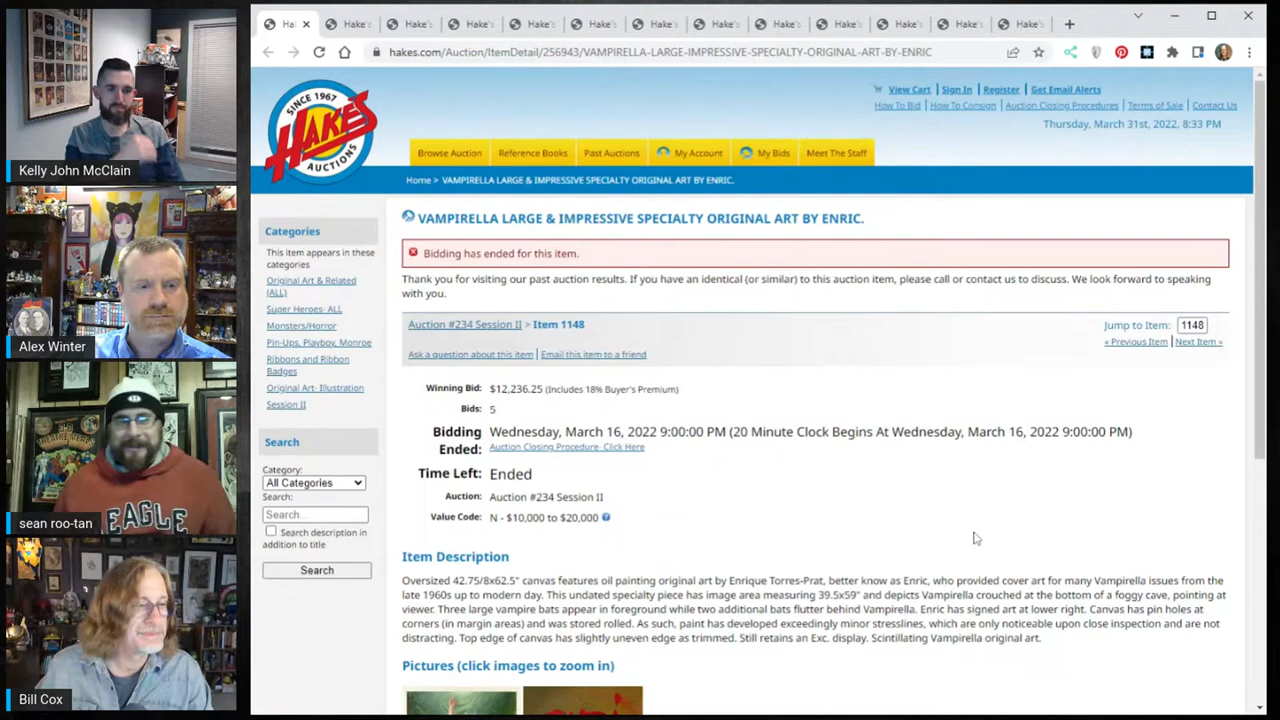 Kelly John McClain
Alex Winter
sean roo-tan
EAGLE
Bill Cox
Hak
Hake's
Hake's
Hake's
Hake's
Hake's
Hake's
Hake's
Hake's
Hake's
Hake's
Hake's
Hake's
hakes.com/Auction/ItemDetail/256943/VAMPIRELLA-LARGE-IMPRESSIVE-SPECIALTY-ORIGINAL-ART-BY-ENRIC
SINCE 1967
HAKE'S
AUCTIONS
View Cart | Sign In | Register | Get Email Alerts
How To Bid | How To Consign | Auction Closing Procedures | Terms of Sale | Contact Us
Thursday, March 31st, 2022, 8:33 PM
Browse Auction
Reference Books
Past Auctions
My Account
My Bids
Meet The Staff
Home > VAMPIRELLA LARGE & IMPRESSIVE SPECIALTY ORIGINAL ART BY ENRIC.
Categories
This item appears in these
categories
Original Art & Related
(ALL)
Super Heroes- ALL
Monsters/Horror
Pin-Ups, Playboy, Monroe
Ribbons and Ribbon
Badges
Original Art- Illustration
Session II
Search
Category:
All Categories
Search:
Search...
Search description in
addition to title
Search
VAMPIRELLA LARGE & IMPRESSIVE SPECIALTY ORIGINAL ART BY ENRIC.
Bidding has ended for this item.
Thank you for visiting our past auction results. If you have an identical (or similar) to this auction item, please call or contact us to discuss. We look forward to speaking
with you.
Auction #234 Session II > Item 1148
Jump to Item: 1148
Ask a question about this item | Email this item to a friend
« Previous Item | Next Item »
Winning Bid: $12,236.25 (Includes 18% Buyer's Premium)
Bids: 5
Bidding Ended: Wednesday, March 16, 2022 9:00:00 PM (20 Minute Clock Begins At Wednesday, March 16, 2022 9:00:00 PM)
Auction Closing Procedure- Click Here
Time Left: Ended
Auction: Auction #234 Session II
Value Code: N - $10,000 to $20,000
Item Description
Oversized 42.75/8x62.5" canvas features oil painting original art by Enrique Torres-Prat, better know as Enric, who provided cover art for many Vampirella issues from the
late 1960s up to modern day. This undated specialty piece has image area measuring 39.5x59" and depicts Vampirella crouched at the bottom of a foggy cave, pointing at
viewer. Three large vampire bats appear in foreground while two additional bats flutter behind Vampirella. Enric has signed art at lower right. Canvas has pin holes at
corners (in margin areas) and was stored rolled. As such, paint has developed exceedingly minor stresslines, which are only noticeable upon close inspection and are not
distracting. Top edge of canvas has slightly uneven edge as trimmed. Still retains an Exc. display. Scintillating Vampirella original art.
Pictures (click images to zoom in)